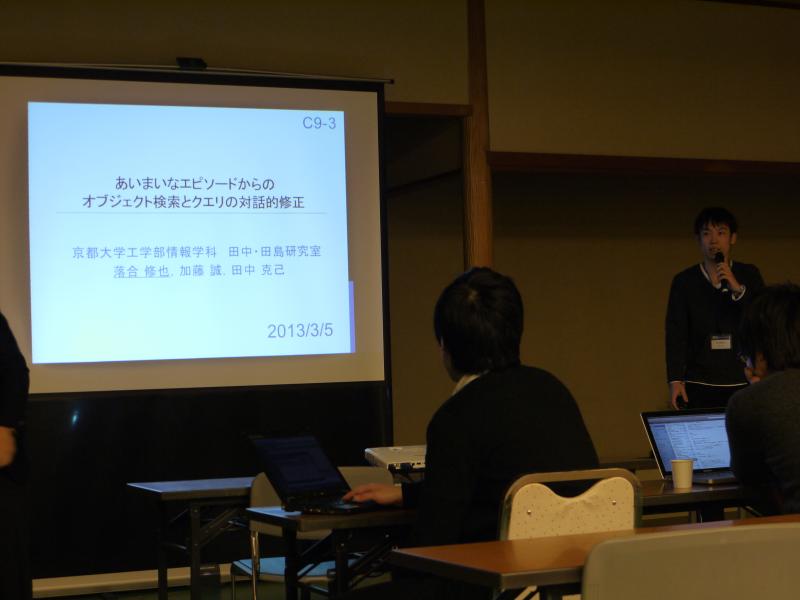 C9-3
あいまいなエピソードからの
オブジェクト検索とクエリの対話的修正
京都大学工学部情報学科 田中・田島研究室
落合 修也, 加藤 誠, 田中 克己
2013/3/5